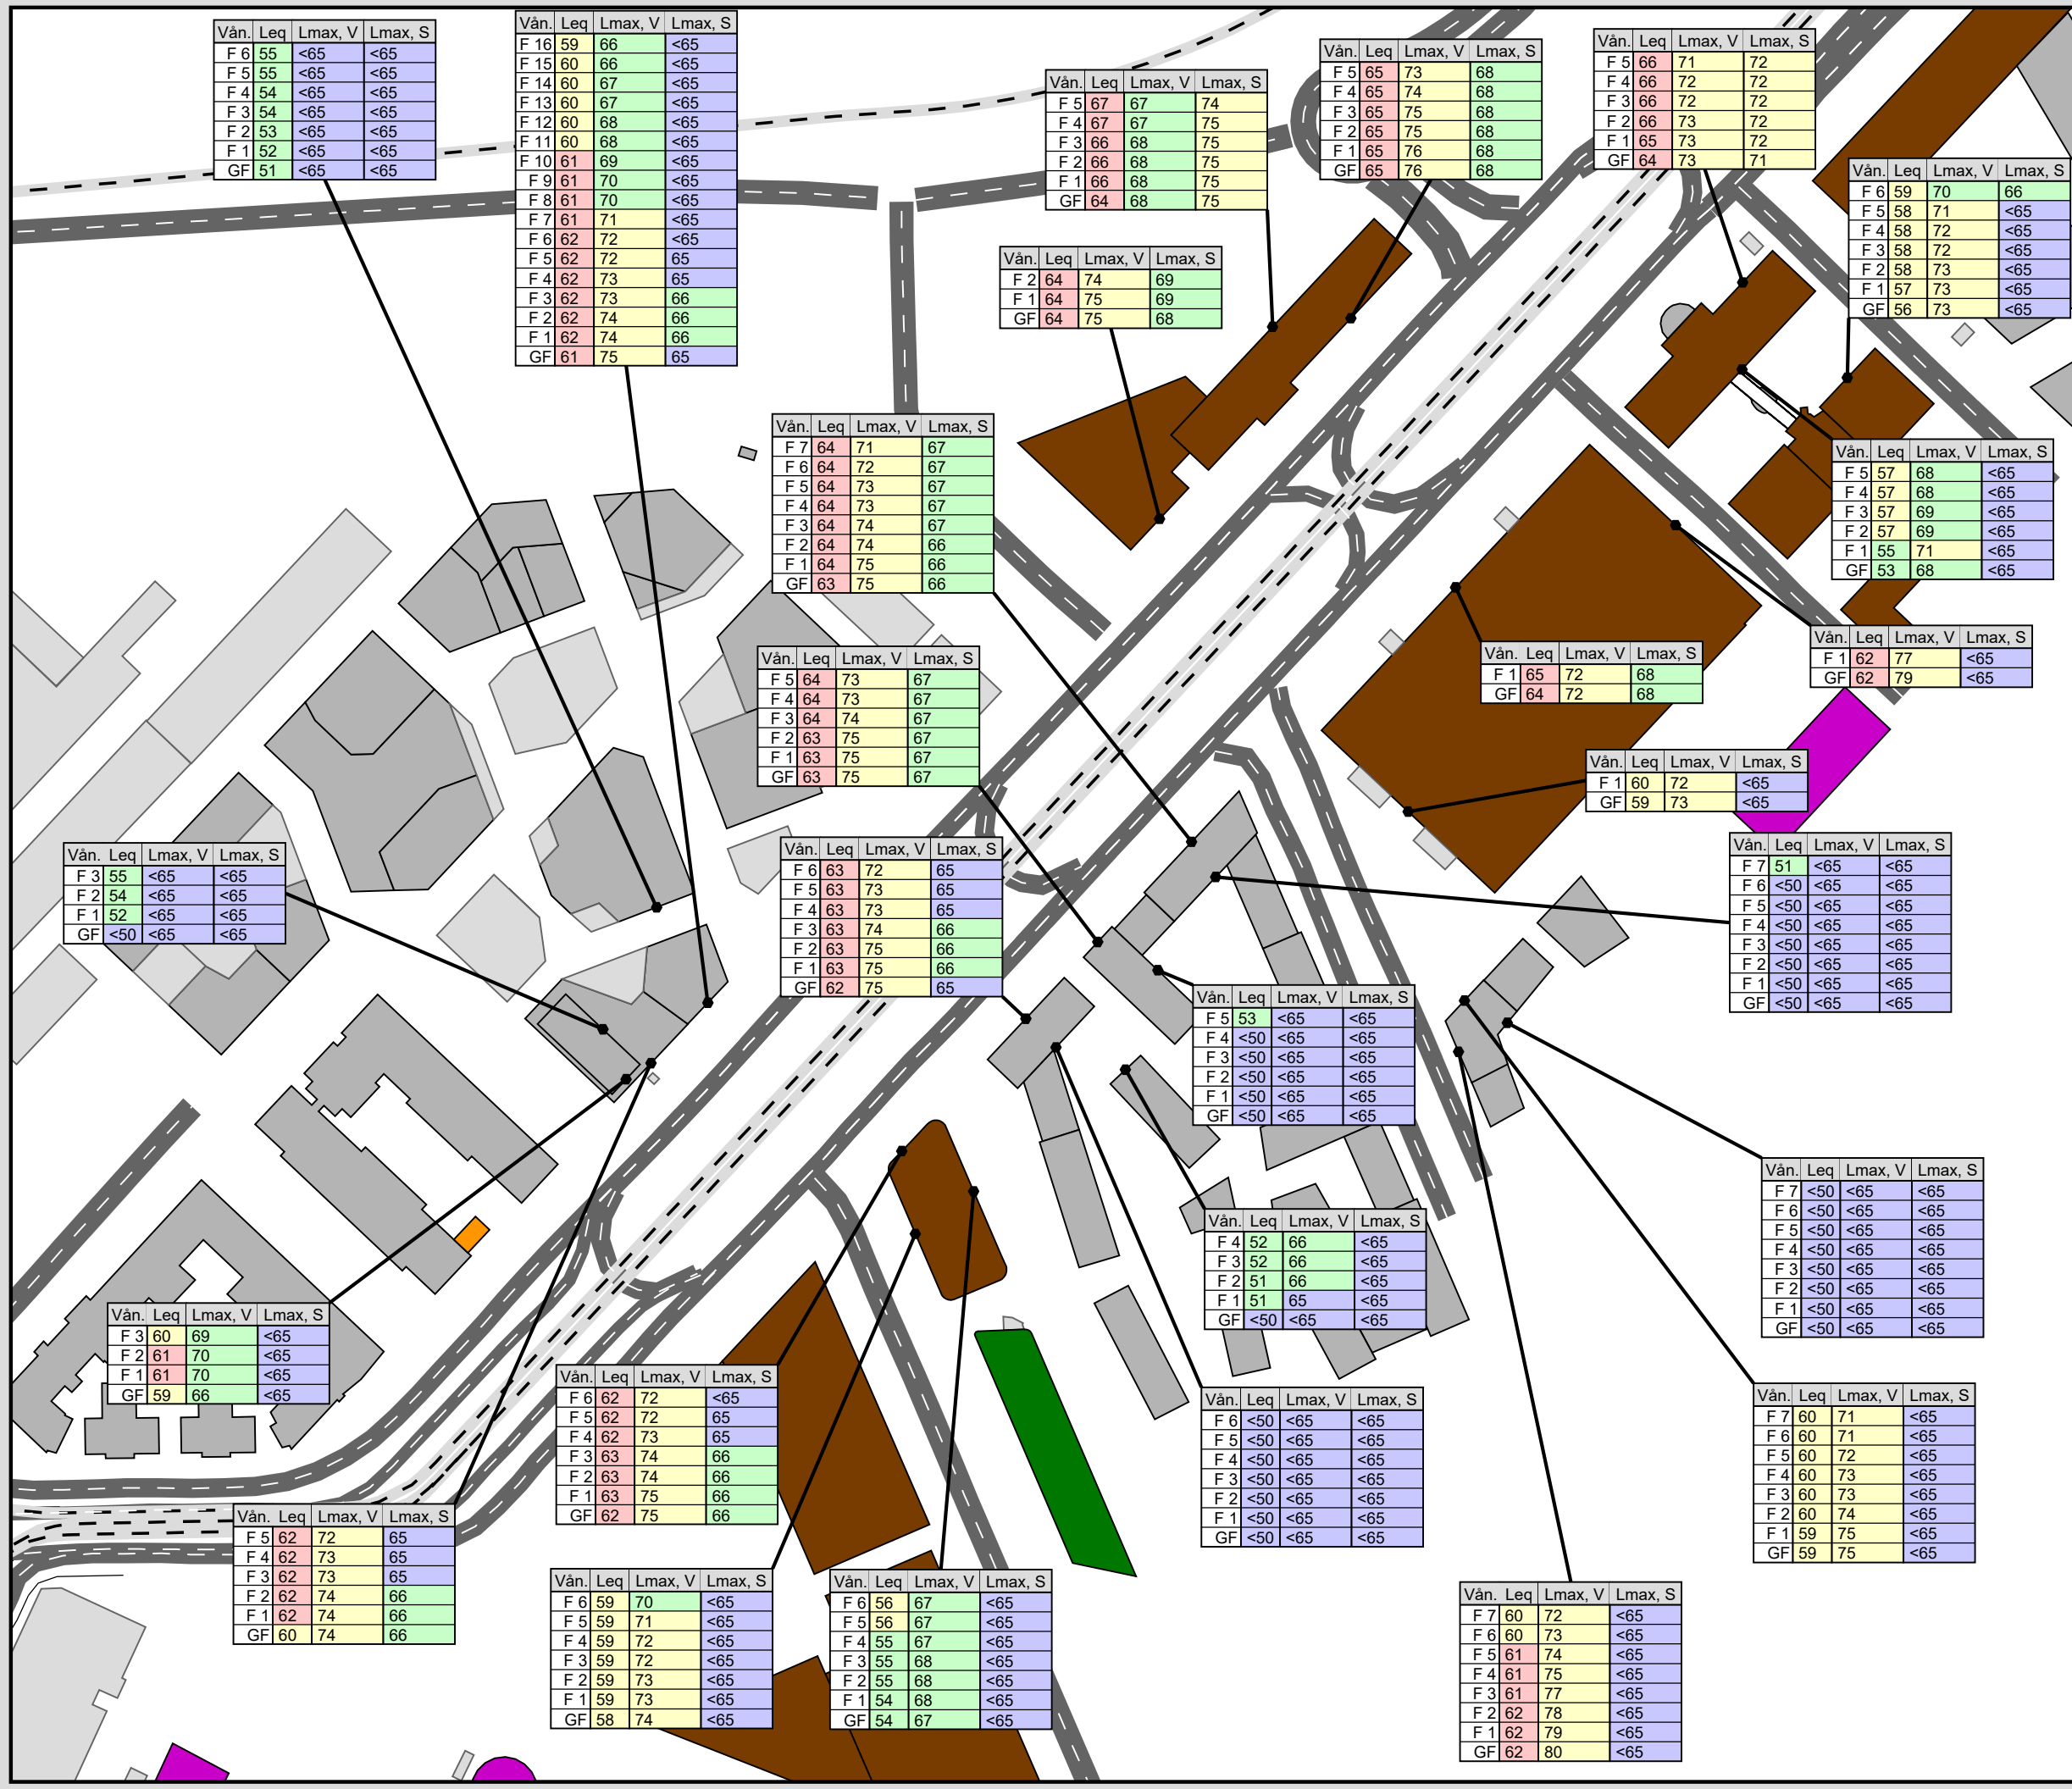 Vån. Leq Lmax, V Lmax, S
F 6 55 <65 <65
F 5 55 <65 <65
F 4 54 <65 <65
F 3 54 <65 <65
F 2 53 <65 <65
F 1 52 <65 <65
GF 51 <65 <65
Vån. Leq Lmax, V Lmax, S
F 16 59 66 <65
F 15 60 66 <65
F 14 60 67 <65
F 13 60 67 <65
F 12 60 68 <65
F 11 60 68 <65
F 10 61 69 <65
F 9 61 70 <65
F 8 61 70 <65
F 7 61 71 <65
F 6 62 72 <65
F 5 62 72 65
F 4 62 73 65
F 3 62 73 66
F 2 62 74 66
F 1 62 74 66
GF 61 75 65
Vån. Leq Lmax, V Lmax, S
F 5 67 67 74
F 4 67 67 75
F 3 66 68 75
F 2 66 68 75
F 1 66 68 75
GF 64 68 75
Vån. Leq Lmax, V Lmax, S
F 5 65 73 68
F 4 65 74 68
F 3 65 75 68
F 2 65 75 68
F 1 65 76 68
GF 65 76 68
Vån. Leq Lmax, V Lmax, S
F 5 66 71 72
F 4 66 72 72
F 3 66 72 72
F 2 66 73 72
F 1 65 73 72
GF 64 73 71
Vån. Leq Lmax, V Lmax, S
F 6 59 70 66
F 5 58 71 <65
F 4 58 72 <65
F 3 58 72 <65
F 2 58 73 <65
F 1 57 73 <65
GF 56 73 <65
Vån. Leq Lmax, V Lmax, S
F 2 64 74 69
F 1 64 75 69
GF 64 75 68
Vån. Leq Lmax, V Lmax, S
F 7 64 71 67
F 6 64 72 67
F 5 64 73 67
F 4 64 73 67
F 3 64 74 67
F 2 64 74 66
F 1 64 75 66
GF 63 75 66
Vån. Leq Lmax, V Lmax, S
F 5 57 68 <65
F 4 57 68 <65
F 3 57 69 <65
F 2 57 69 <65
F 1 55 71 <65
GF 53 68 <65
Vån. Leq Lmax, V Lmax, S
F 1 62 77 <65
GF 62 79 <65
Vån. Leq Lmax, V Lmax, S
F 1 65 72 68
GF 64 72 68
Vån. Leq Lmax, V Lmax, S
F 5 64 73 67
F 4 64 73 67
F 3 64 74 67
F 2 63 75 67
F 1 63 75 67
GF 63 75 67
Vån. Leq Lmax, V Lmax, S
F 1 60 72 <65
GF 59 73 <65
Vån. Leq Lmax, V Lmax, S
F 7 51 <65 <65
F 6 <50 <65 <65
F 5 <50 <65 <65
F 4 <50 <65 <65
F 3 <50 <65 <65
F 2 <50 <65 <65
F 1 <50 <65 <65
GF <50 <65 <65
Vån. Leq Lmax, V Lmax, S
F 6 63 72 65
F 5 63 73 65
F 4 63 73 65
F 3 63 74 66
F 2 63 75 66
F 1 63 75 66
GF 62 75 65
Vån. Leq Lmax, V Lmax, S
F 3 55 <65 <65
F 2 54 <65 <65
F 1 52 <65 <65
GF <50 <65 <65
Vån. Leq Lmax, V Lmax, S
F 5 53 <65 <65
F 4 <50 <65 <65
F 3 <50 <65 <65
F 2 <50 <65 <65
F 1 <50 <65 <65
GF <50 <65 <65
Vån. Leq Lmax, V Lmax, S
F 7 <50 <65 <65
F 6 <50 <65 <65
F 5 <50 <65 <65
F 4 <50 <65 <65
F 3 <50 <65 <65
F 2 <50 <65 <65
F 1 <50 <65 <65
GF <50 <65 <65
Vån. Leq Lmax, V Lmax, S
F 4 52 66 <65
F 3 52 66 <65
F 2 51 66 <65
F 1 51 65 <65
GF <50 <65 <65
Vån. Leq Lmax, V Lmax, S
F 3 60 69 <65
F 2 61 70 <65
F 1 61 70 <65
GF 59 66 <65
Vån. Leq Lmax, V Lmax, S
F 6 62 72 <65
F 5 62 72 65
F 4 62 73 65
F 3 63 74 66
F 2 63 74 66
F 1 63 75 66
GF 62 75 66
Vån. Leq Lmax, V Lmax, S
F 6 <50 <65 <65
F 5 <50 <65 <65
F 4 <50 <65 <65
F 3 <50 <65 <65
F 2 <50 <65 <65
F 1 <50 <65 <65
GF <50 <65 <65
Vån. Leq Lmax, V Lmax, S
F 7 60 71 <65
F 6 60 71 <65
F 5 60 72 <65
F 4 60 73 <65
F 3 60 73 <65
F 2 60 74 <65
F 1 59 75 <65
GF 59 75 <65
Vån. Leq Lmax, V Lmax, S
F 5 62 72 65
F 4 62 73 65
F 3 62 73 65
F 2 62 74 66
F 1 62 74 66
GF 60 74 66
Vån. Leq Lmax, V Lmax, S
F 6 59 70 <65
F 5 59 71 <65
F 4 59 72 <65
F 3 59 72 <65
F 2 59 73 <65
F 1 59 73 <65
GF 58 74 <65
Vån. Leq Lmax, V Lmax, S
F 6 56 67 <65
F 5 56 67 <65
F 4 55 67 <65
F 3 55 68 <65
F 2 55 68 <65
F 1 54 68 <65
GF 54 67 <65
Vån. Leq Lmax, V Lmax, S
F 7 60 72 <65
F 6 60 73 <65
F 5 61 74 <65
F 4 61 75 <65
F 3 61 77 <65
F 2 62 78 <65
F 1 62 79 <65
GF 62 80 <65